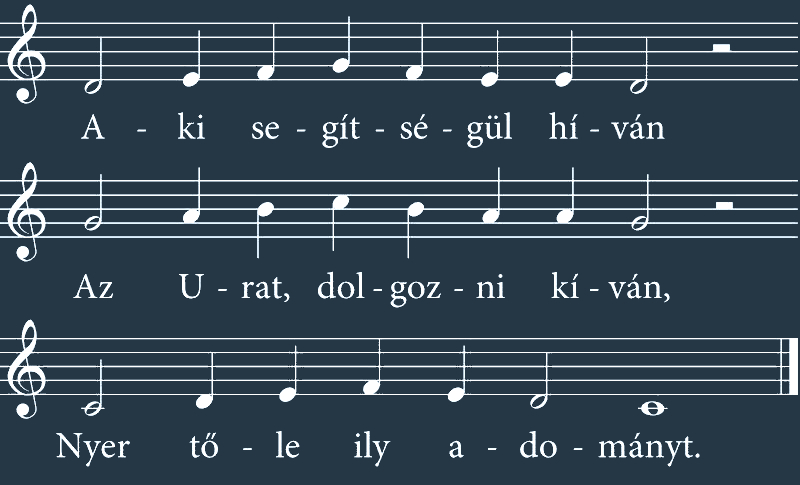 A - ki se - gít - sé - gül hí - ván
Az U - rat, dol - goz - ni kí - ván,
Nyer tő - le ily a - do - mányt.